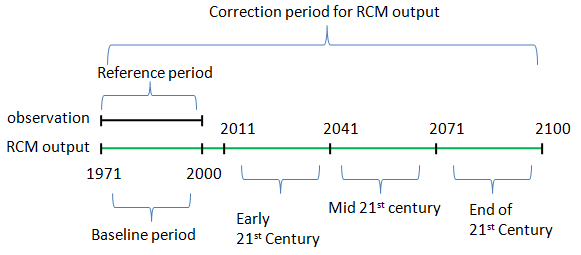 Correction period for RCM output
Reference period
observation
2011 2041 2071 2100
RCM output
1971 2000
Baseline period
Early
21st Century
Mid 21st century
End of
21st Century